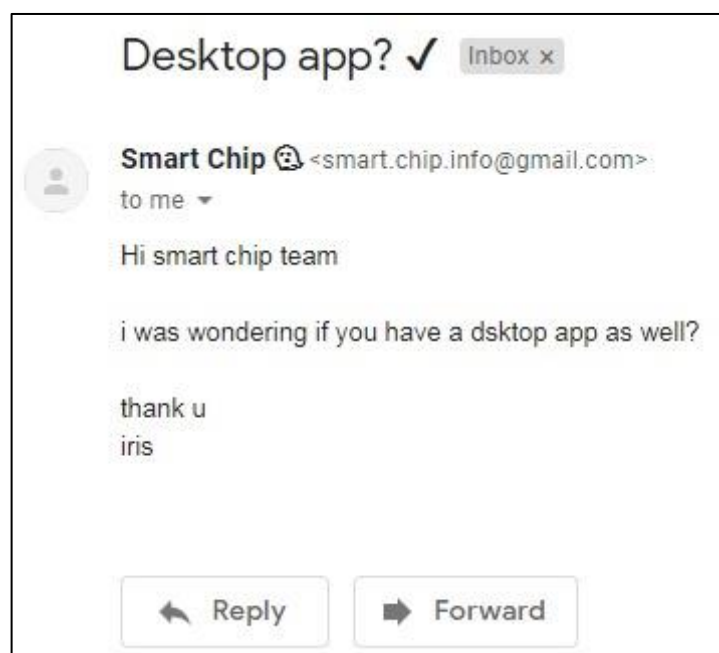 Desktop app? ✓ Inbox ×
Smart Chip <smart.chip.info@gmail.com>
to me
Hi smart chip team
i was wondering if you have a dsktop app as well?
thank u
iris
Reply Forward